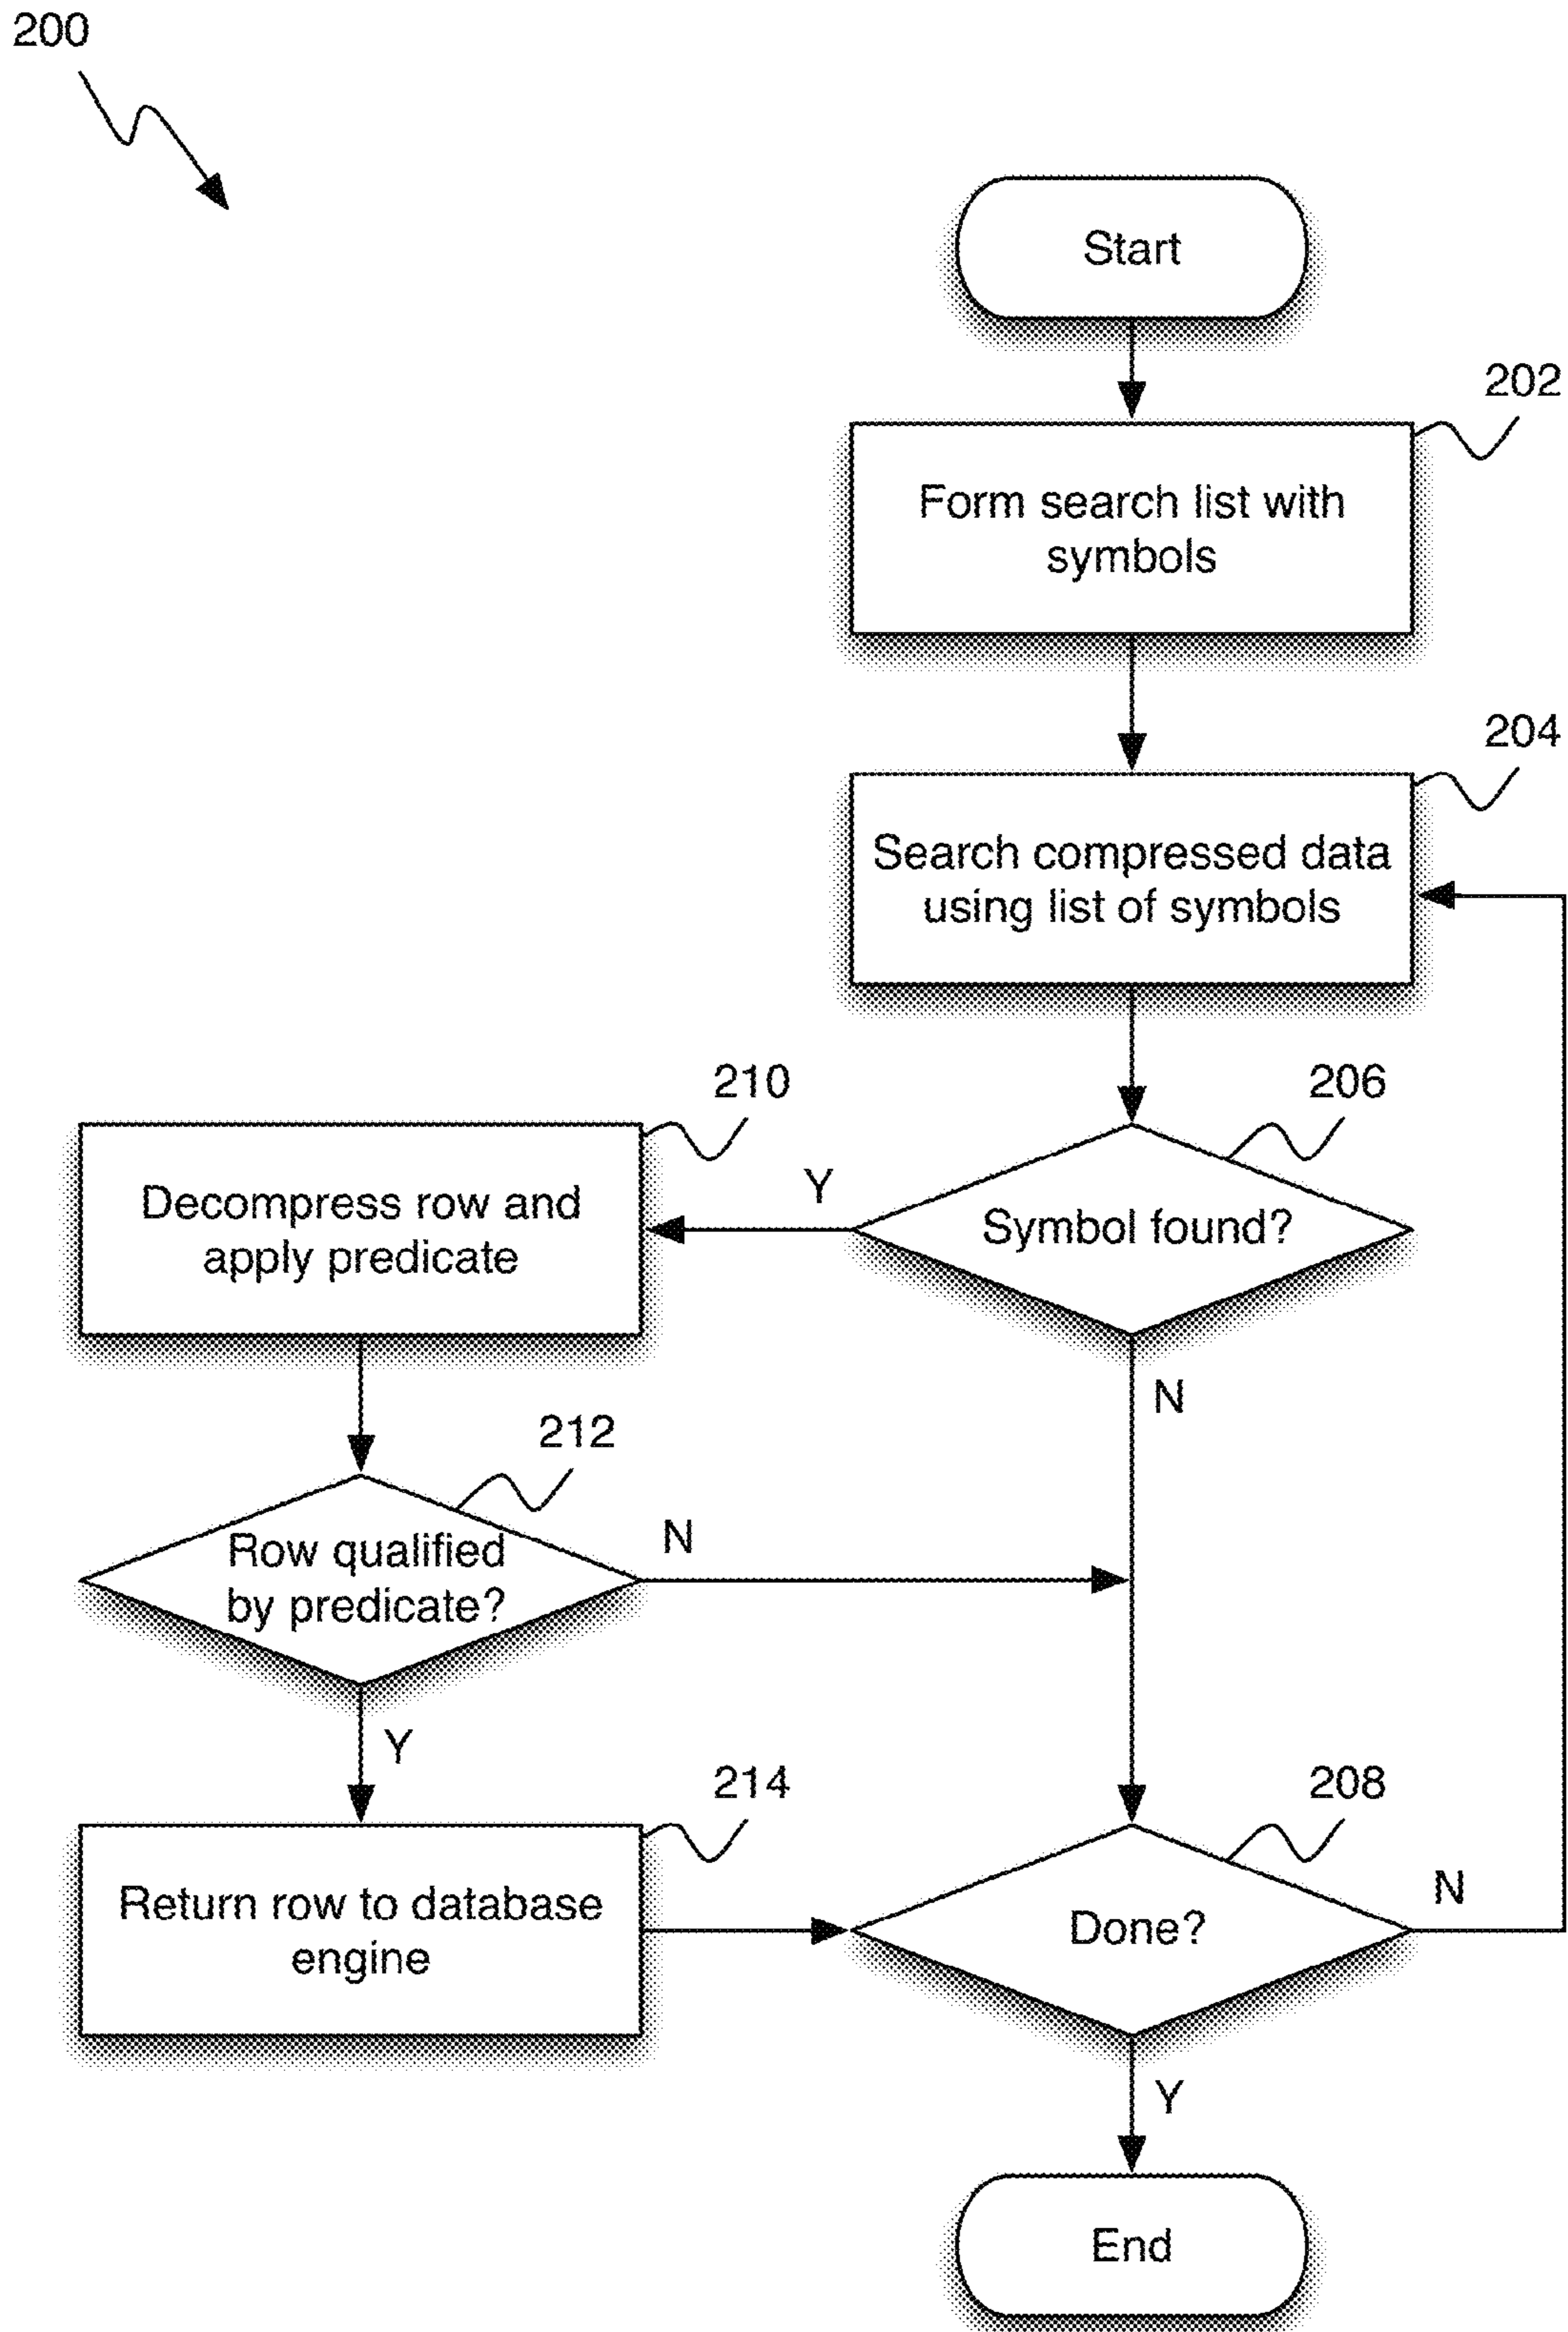 200
Start
202
Form search list with
symbols
204
Search compressed data
using list of symbols
210
206
Decompress row and
apply predicate
Y
Symbol found?
N
212
Row qualified
by predicate?
N
Y
214
208
Return row to database
engine
Done?
N
Y
End